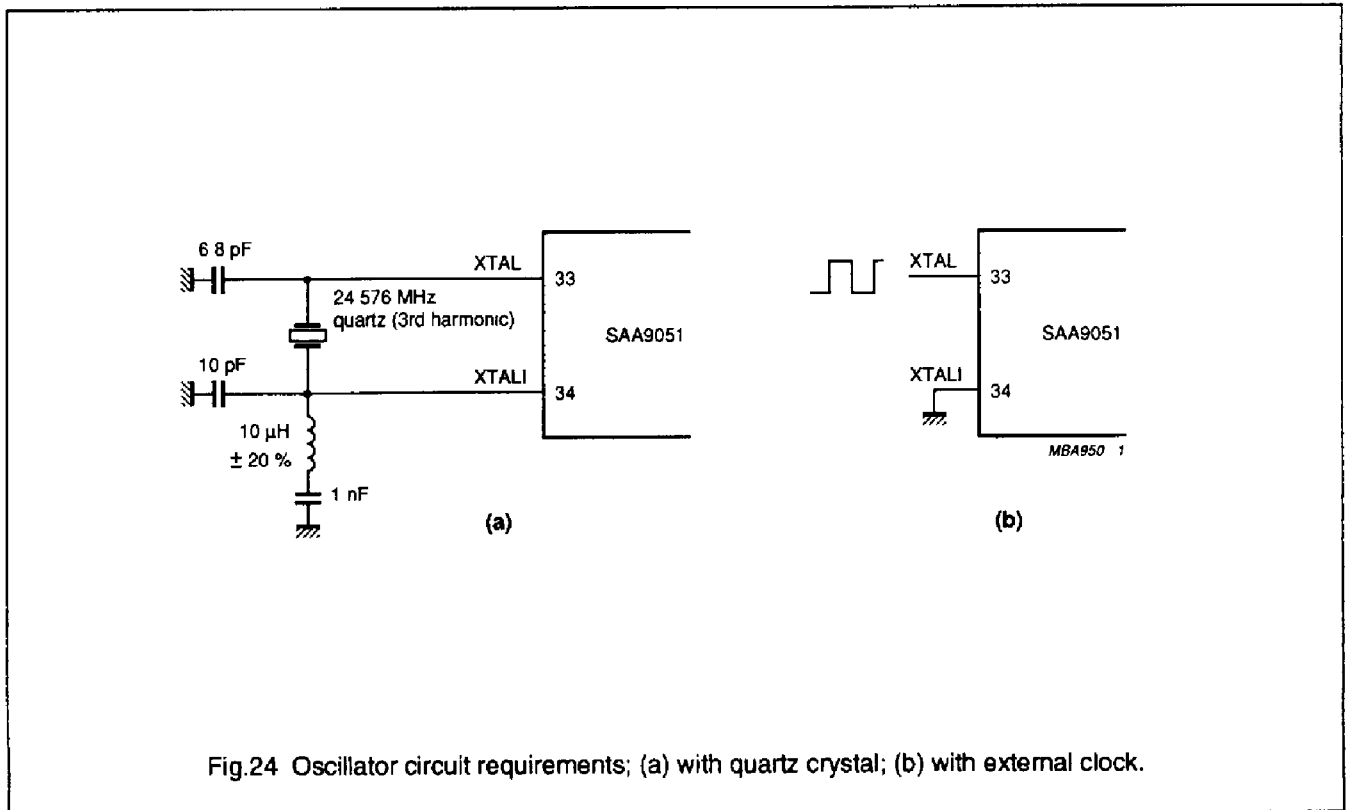 6 8 pF
XTAL
33
24 576 MHz
quartz (3rd harmonic)
SAA9051
10 pF
XTALI
34
10 µH
± 20 %
1 nF
(a)
XTAL
33
SAA9051
XTALI
34
MBA950 1
(b)
Fig.24 Oscillator circuit requirements; (a) with quartz crystal; (b) with external clock.